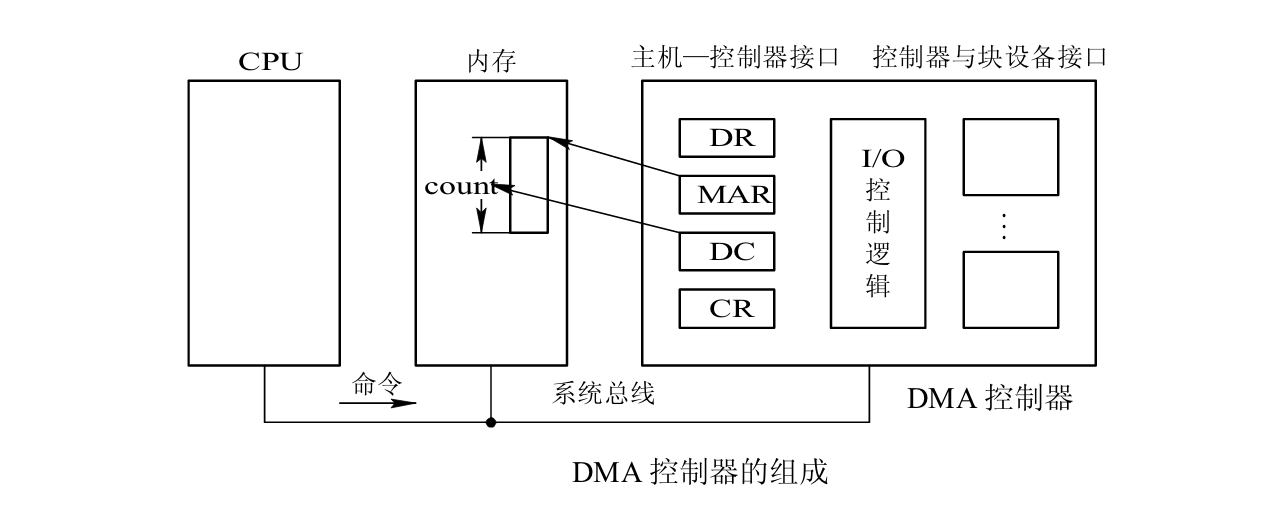 CPU
内存
主机—控制器接口
控制器与块设备接口
count
DR
MAR
DC
CR
I/O
控
制
逻
辑
⋮
命令
系统总线
DMA 控制器
DMA 控制器的组成